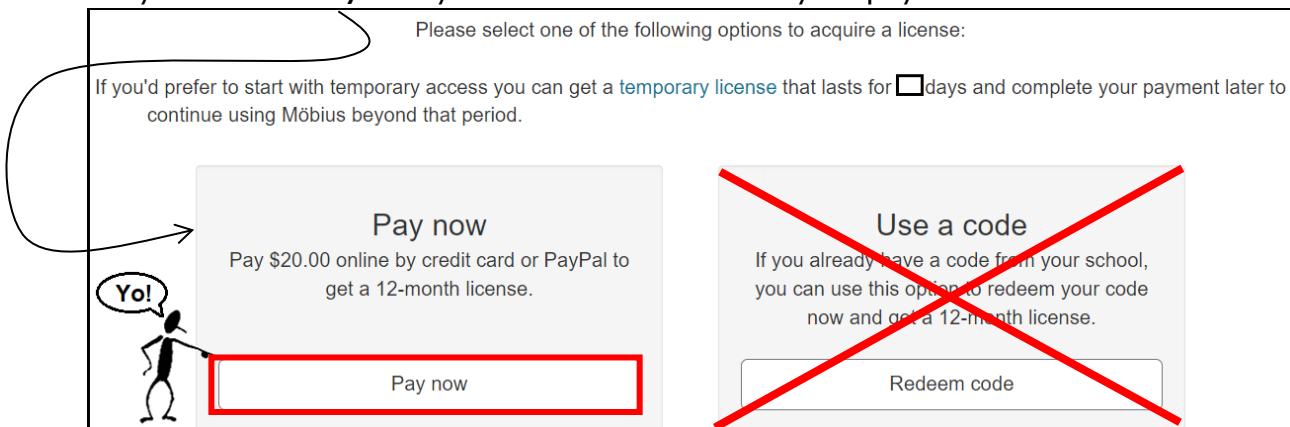 Please select one of the following options to acquire a license:
If you'd prefer to start with temporary access you can get a temporary license that lasts for days and complete your payment later to
continue using Möbius beyond that period.
Pay now
Pay $20.00 online by credit card or PayPal to
get a 12-month license.
Yo!
Pay now
Use a code
If you already have a code from your school,
you can use this option to redeem your code
now and get a 12-month license.
Redeem code